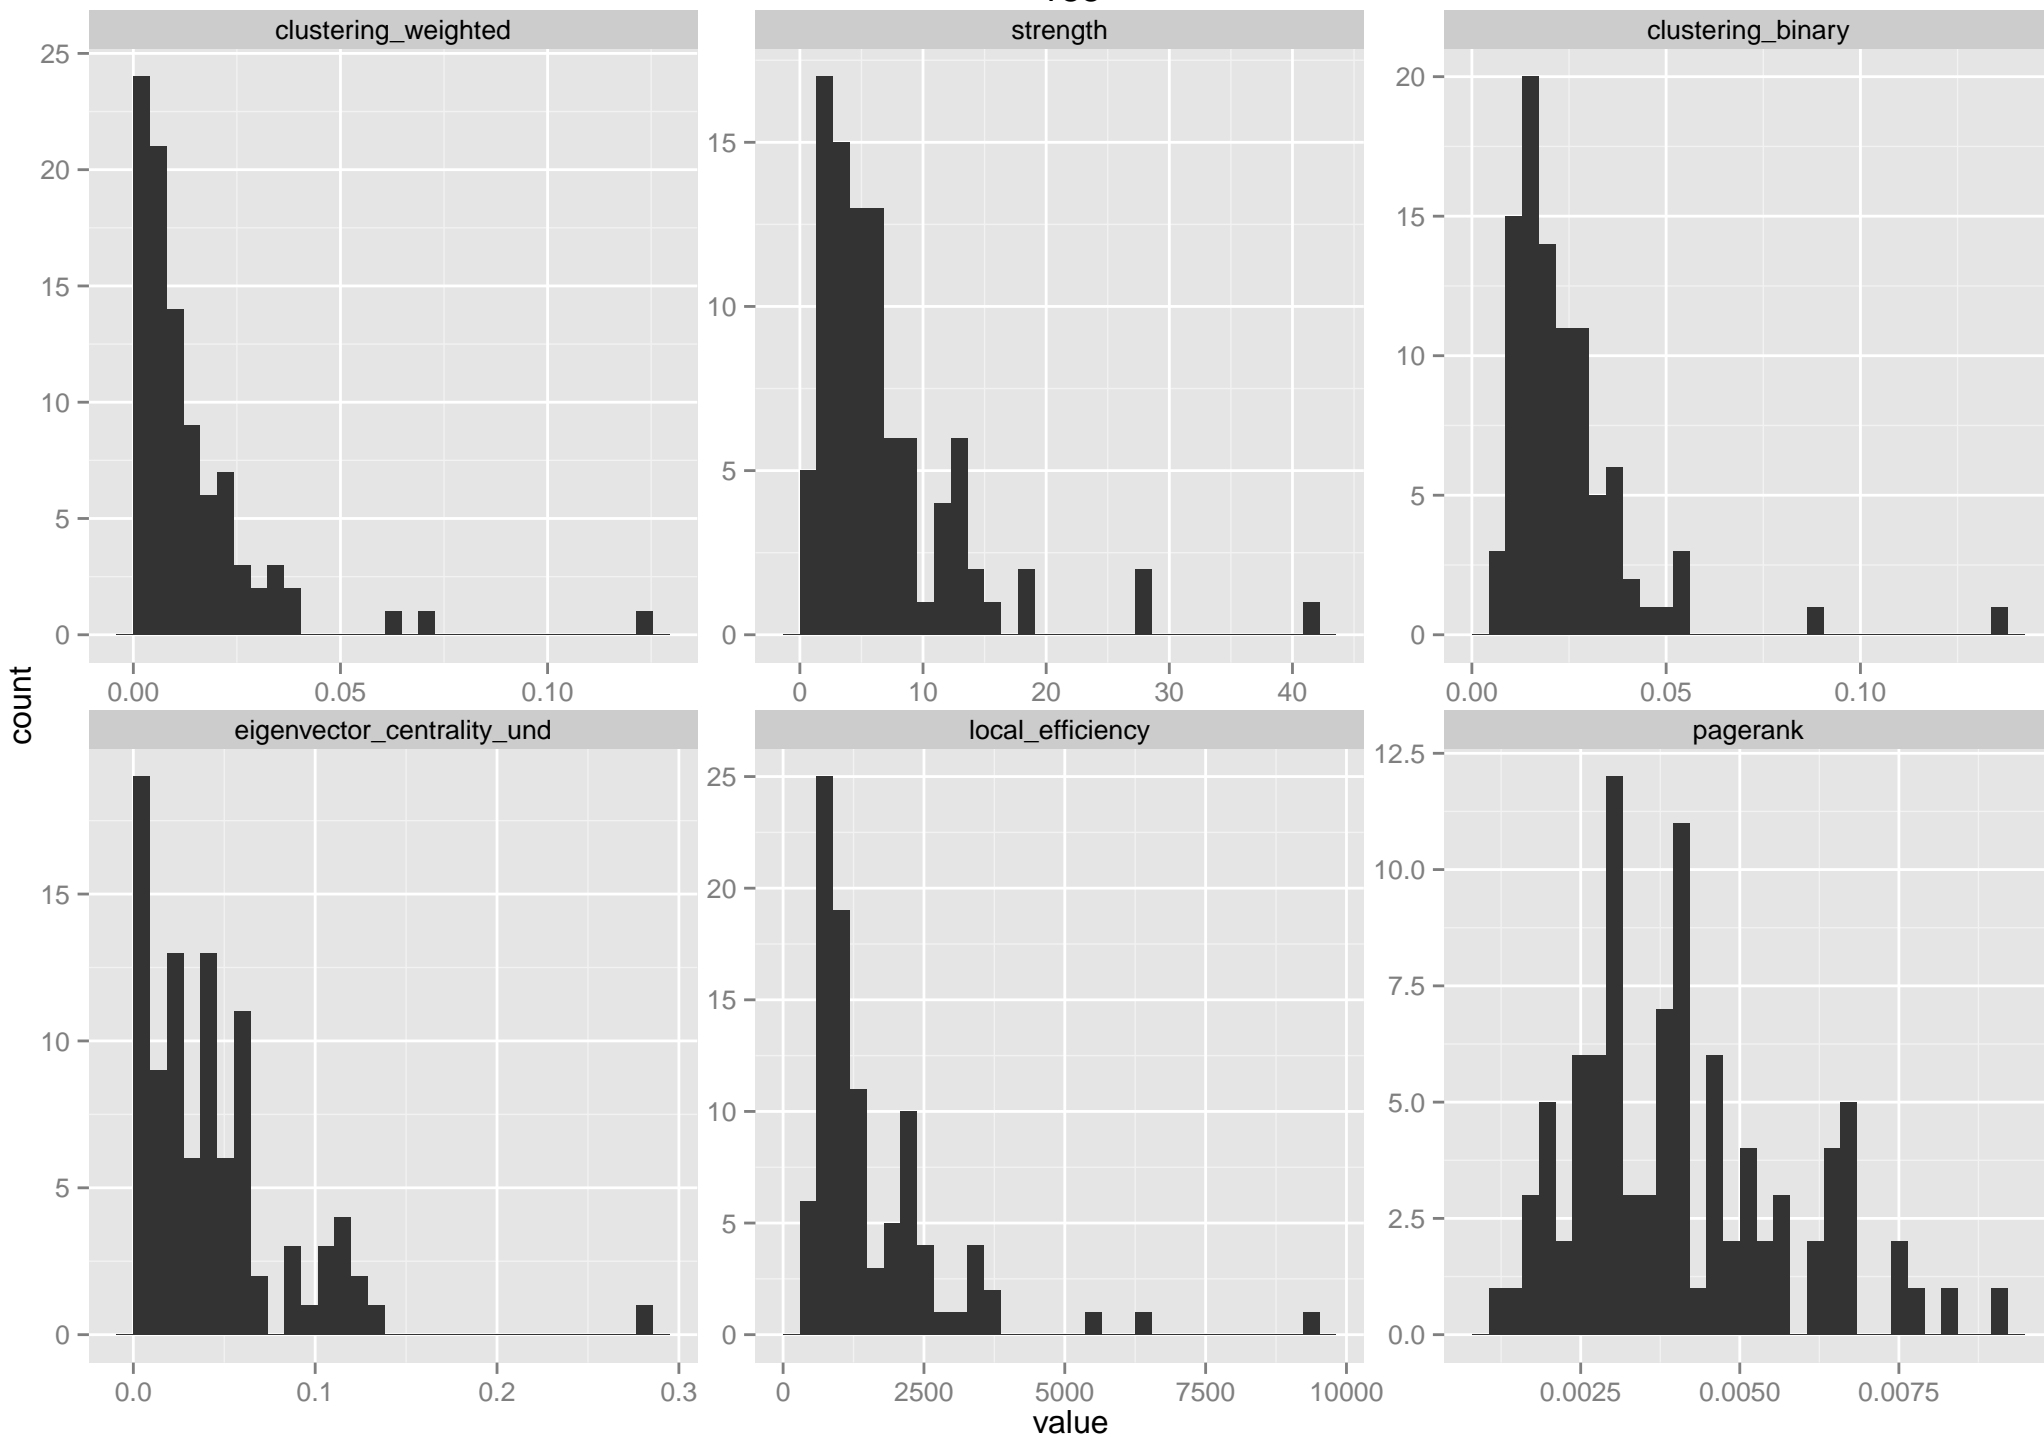 clustering_weighted
strength
clustering_binary
25
20
15
10
5
0
0.00 0.05 0.10
15
10
5
0
0 10 20 30 40
20
15
10
5
0
0.00 0.05 0.10
eigenvector_centrality_und
local_efficiency
pagerank
15
10
5
0
0.0 0.1 0.2 0.3
25
20
15
10
5
0
0 2500 5000 7500 10000
12.5
10.0
7.5
5.0
2.5
0.0
0.0025 0.0050 0.0075
count
value